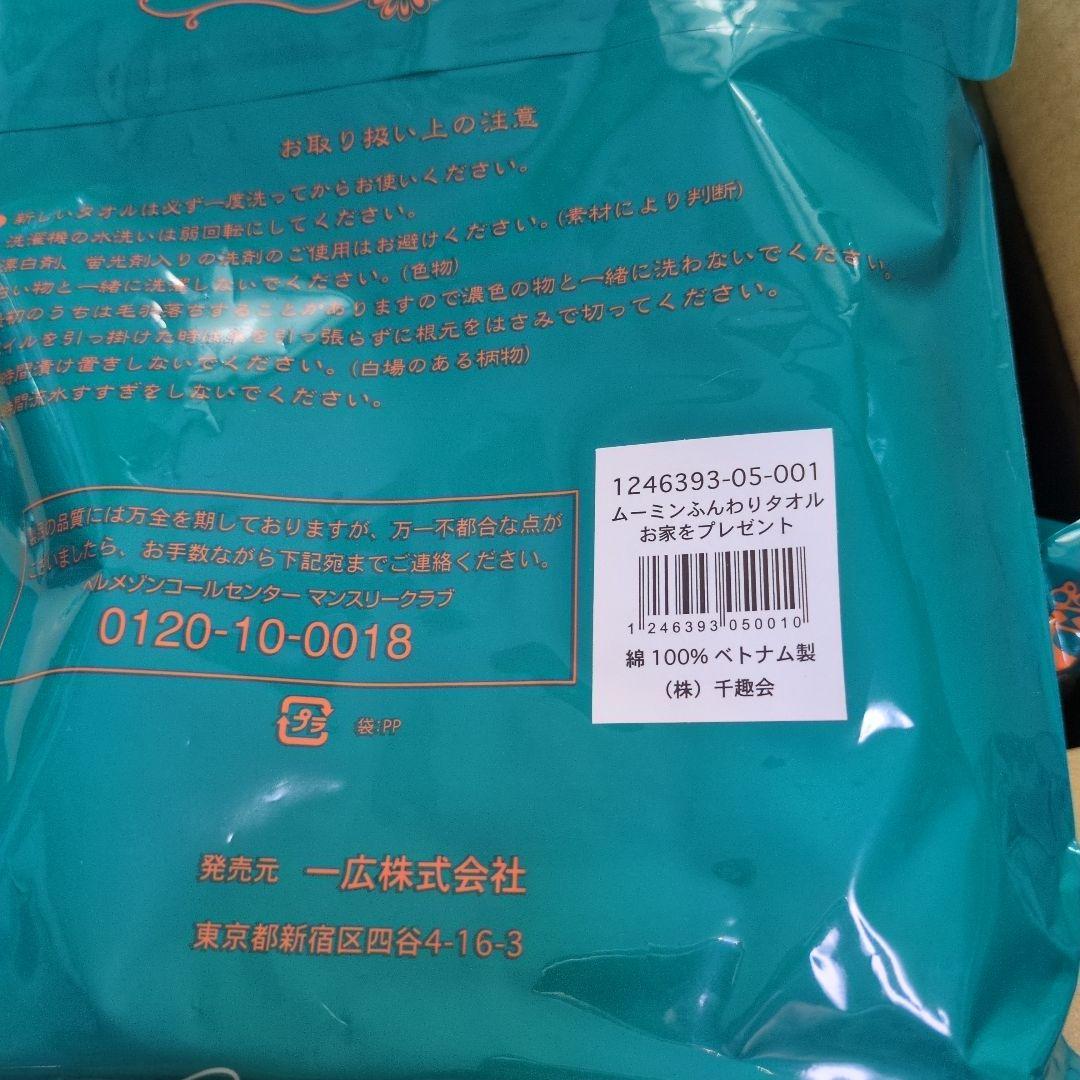 お取り扱い上の注意
● 新しいタオルは必ず一度洗ってからお使いください。
洗濯機の水洗いは弱回転にしてください。
漂白剤、蛍光剤入りの洗剤のご使用はお避けください。(素材により判断)
い物と一緒に洗濯しないでください。(色物)
初のうちは毛羽落ちすることがありますので濃色の物と一緒に洗わないでください。
イルを引っ掛けた時は糸を引っ張らずに根元をはさみで切ってください。
時間漬け置きしないでください。(白場のある柄物)
時間流水すすぎをしないでください。
の品質には万全を期しておりますが、万一不都合な点が
ございましたら、お手数ながら下記宛までご連絡ください。
ベルメゾンコールセンター マンスリークラブ
0120-10-0018
プラ 袋:PP
発売元 一広株式会社
東京都新宿区四谷4-16-3
1246393-05-001
ムーミンふんわりタオル
お家をプレゼント
1 246393 050010
綿 100% ベトナム製
（株）千趣会